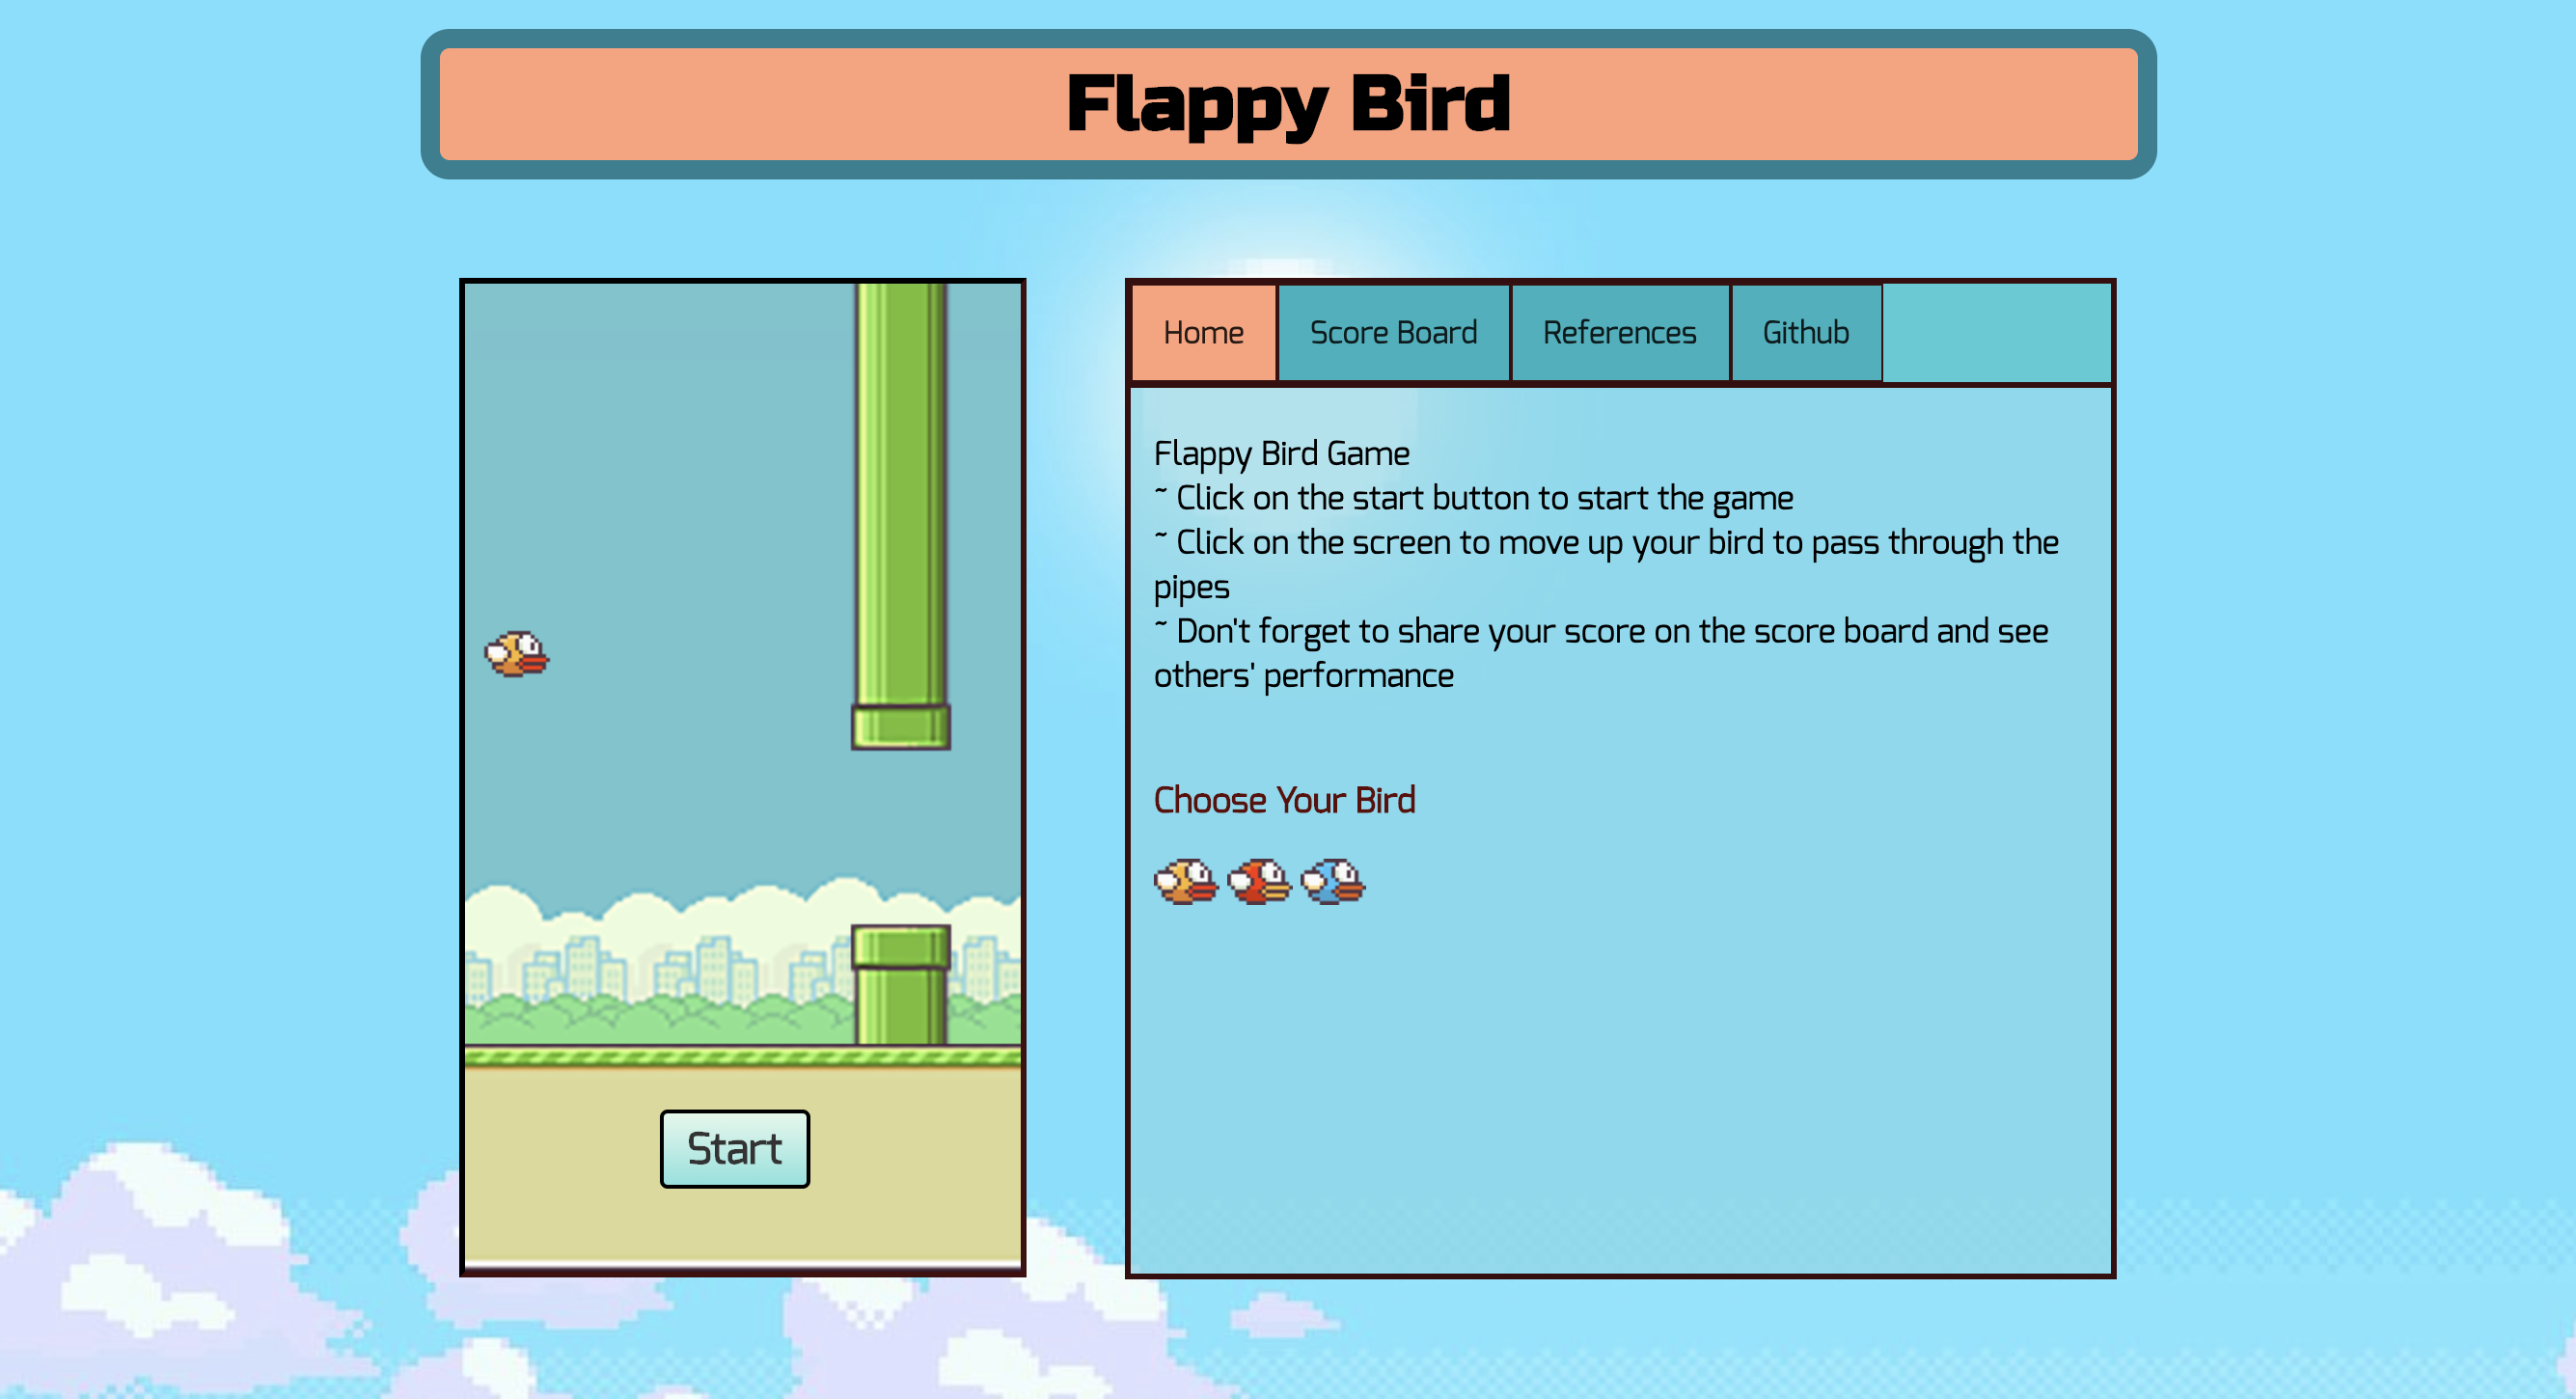 Flappy Bird
Home
Score Board
References
Github
Flappy Bird Game
~ Click on the start button to start the game
~ Click on the screen to move up your bird to pass through the
pipes
~ Don't forget to share your score on the score board and see
others' performance
Choose Your Bird
Start